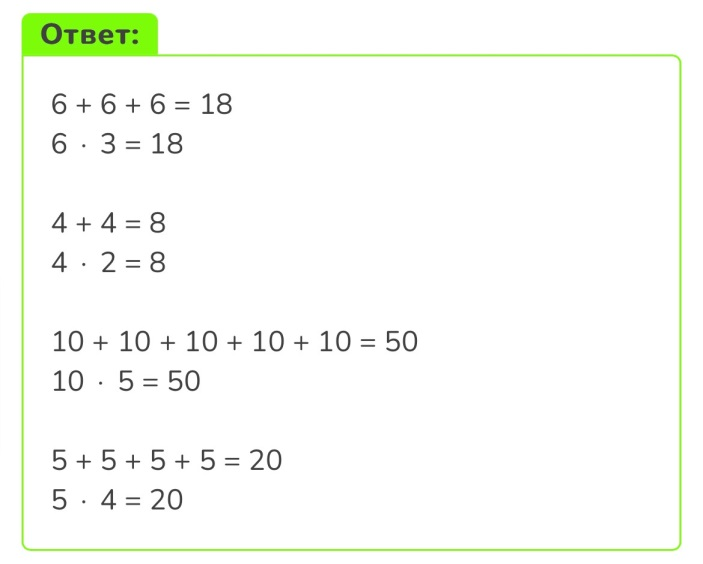 Ответ:
6 + 6 + 6 = 18
6 · 3 = 18
4 + 4 = 8
4 · 2 = 8
10 + 10 + 10 + 10 + 10 = 50
10 · 5 = 50
5 + 5 + 5 + 5 = 20
5 · 4 = 20